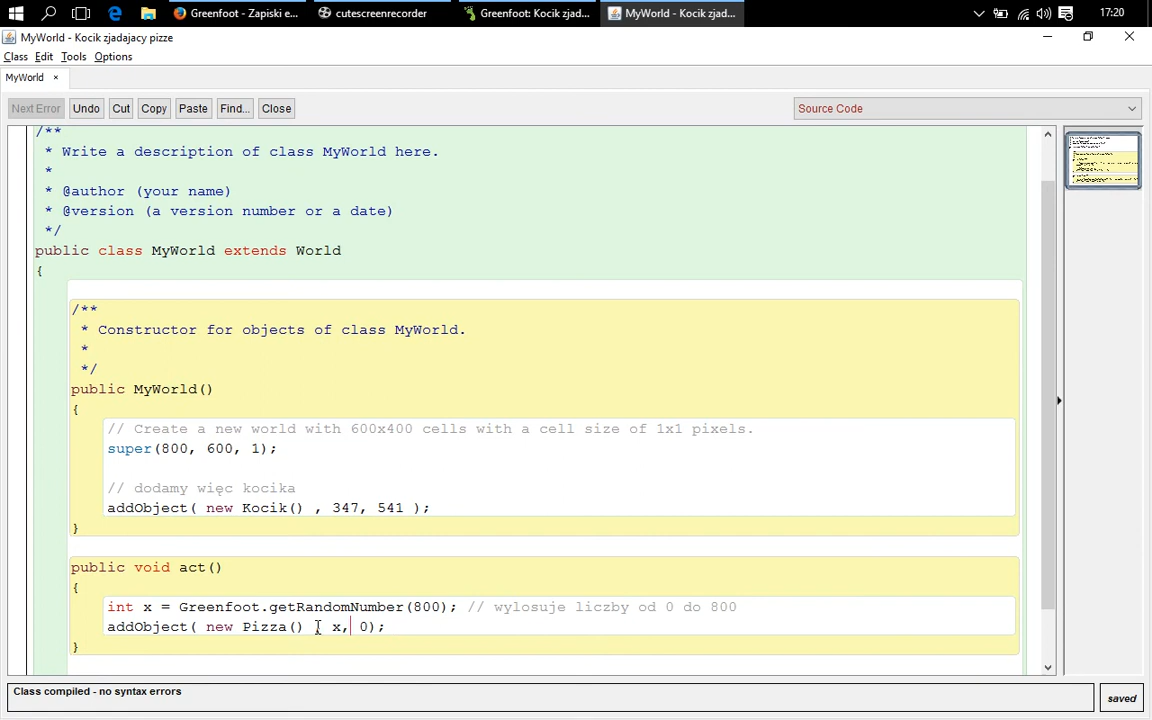 Greenfoot - Zapiski e... cutescreenrecorder Greenfoot: Kocik zjad... MyWorld - Kocik zjad... 17:20
MyWorld - Kocik zjadajacy pizze
Class Edit Tools Options
MyWorld ×
Next Error Undo Cut Copy Paste Find... Close Source Code
/**
* Write a description of class MyWorld here.
*
* @author (your name)
* @version (a version number or a date)
*/
public class MyWorld extends World
{
/**
* Constructor for objects of class MyWorld.
*
*/
public MyWorld()
{
// Create a new world with 600x400 cells with a cell size of 1x1 pixels.
super(800, 600, 1);
// dodamy więc kocika
addObject( new Kocik() , 347, 541 );
}
public void act()
{
int x = Greenfoot.getRandomNumber(800); // wylosuje liczby od 0 do 800
addObject( new Pizza() , x, 0);
}
Class compiled - no syntax errors
saved